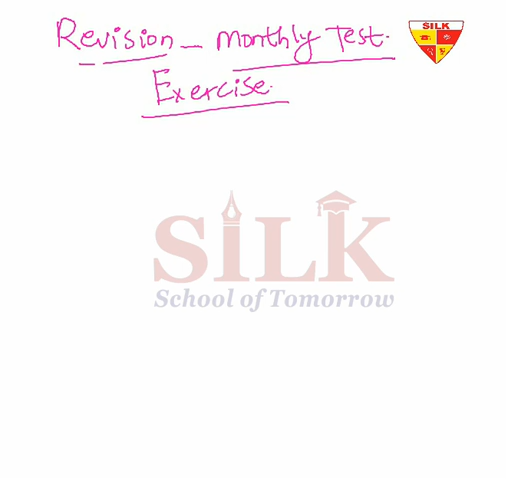 Revision - Monthly Test.
Exercise.
SILK
SiLK
School of Tomorrow